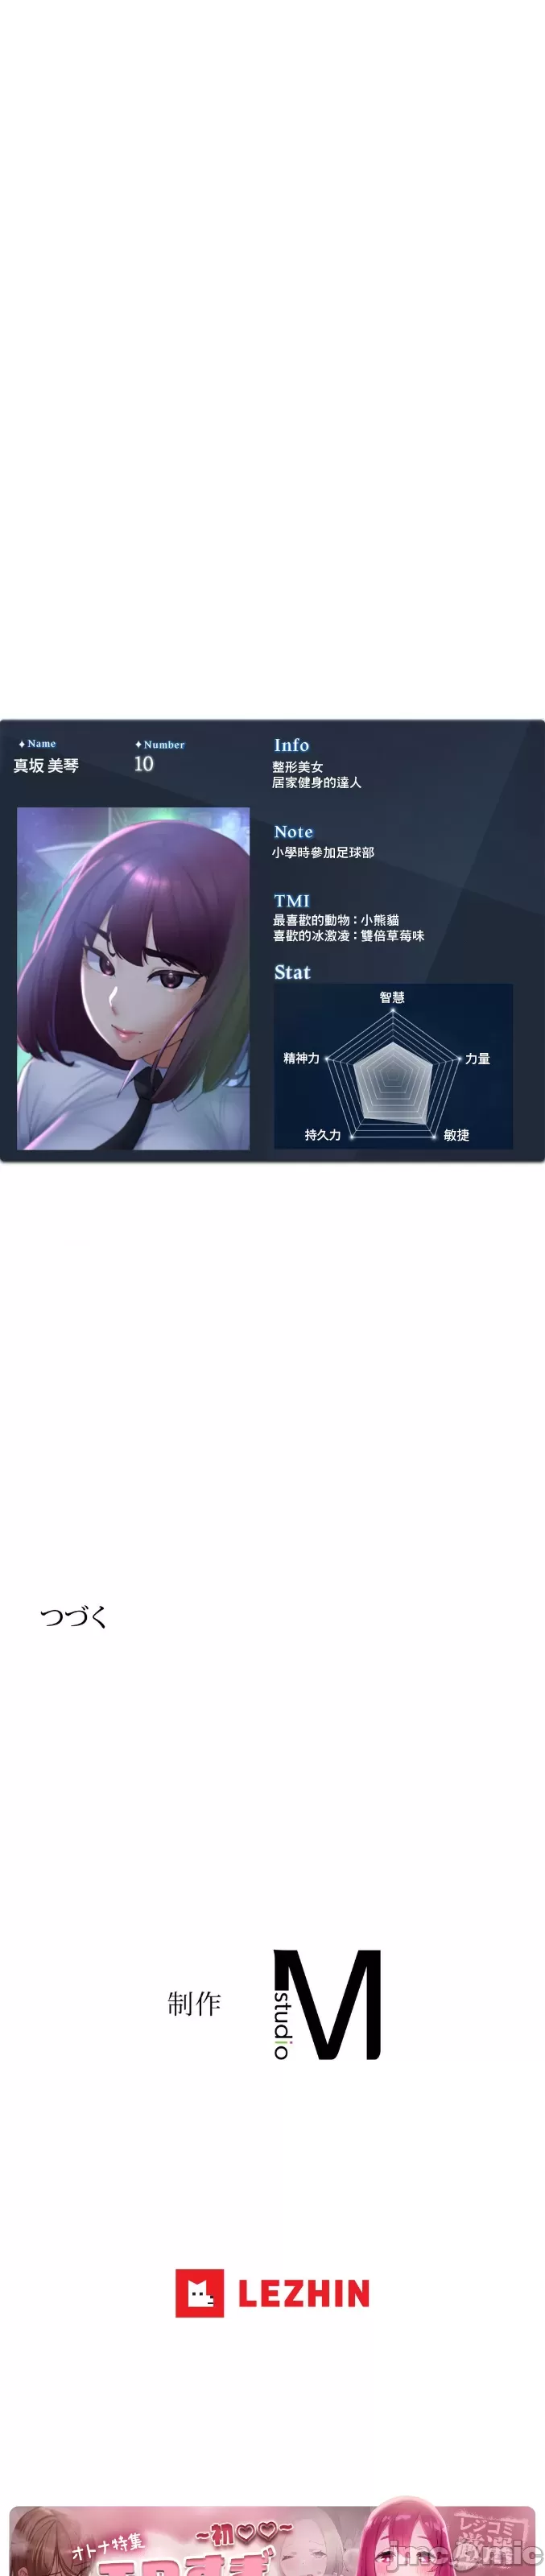 Name
真坂 美琴
Number
10
Info
整形美女
居家健身的達人
Note
小學時參加足球部
TMI
最喜歡的動物：小熊貓
喜歡的冰激凌：雙倍草莓味
Stat
智慧
精神力
力量
持久力
敏捷
つづく
制作
M
studio
LEZHIN
オトナ特集
～初♡♡～
レジコミ
jmcomic